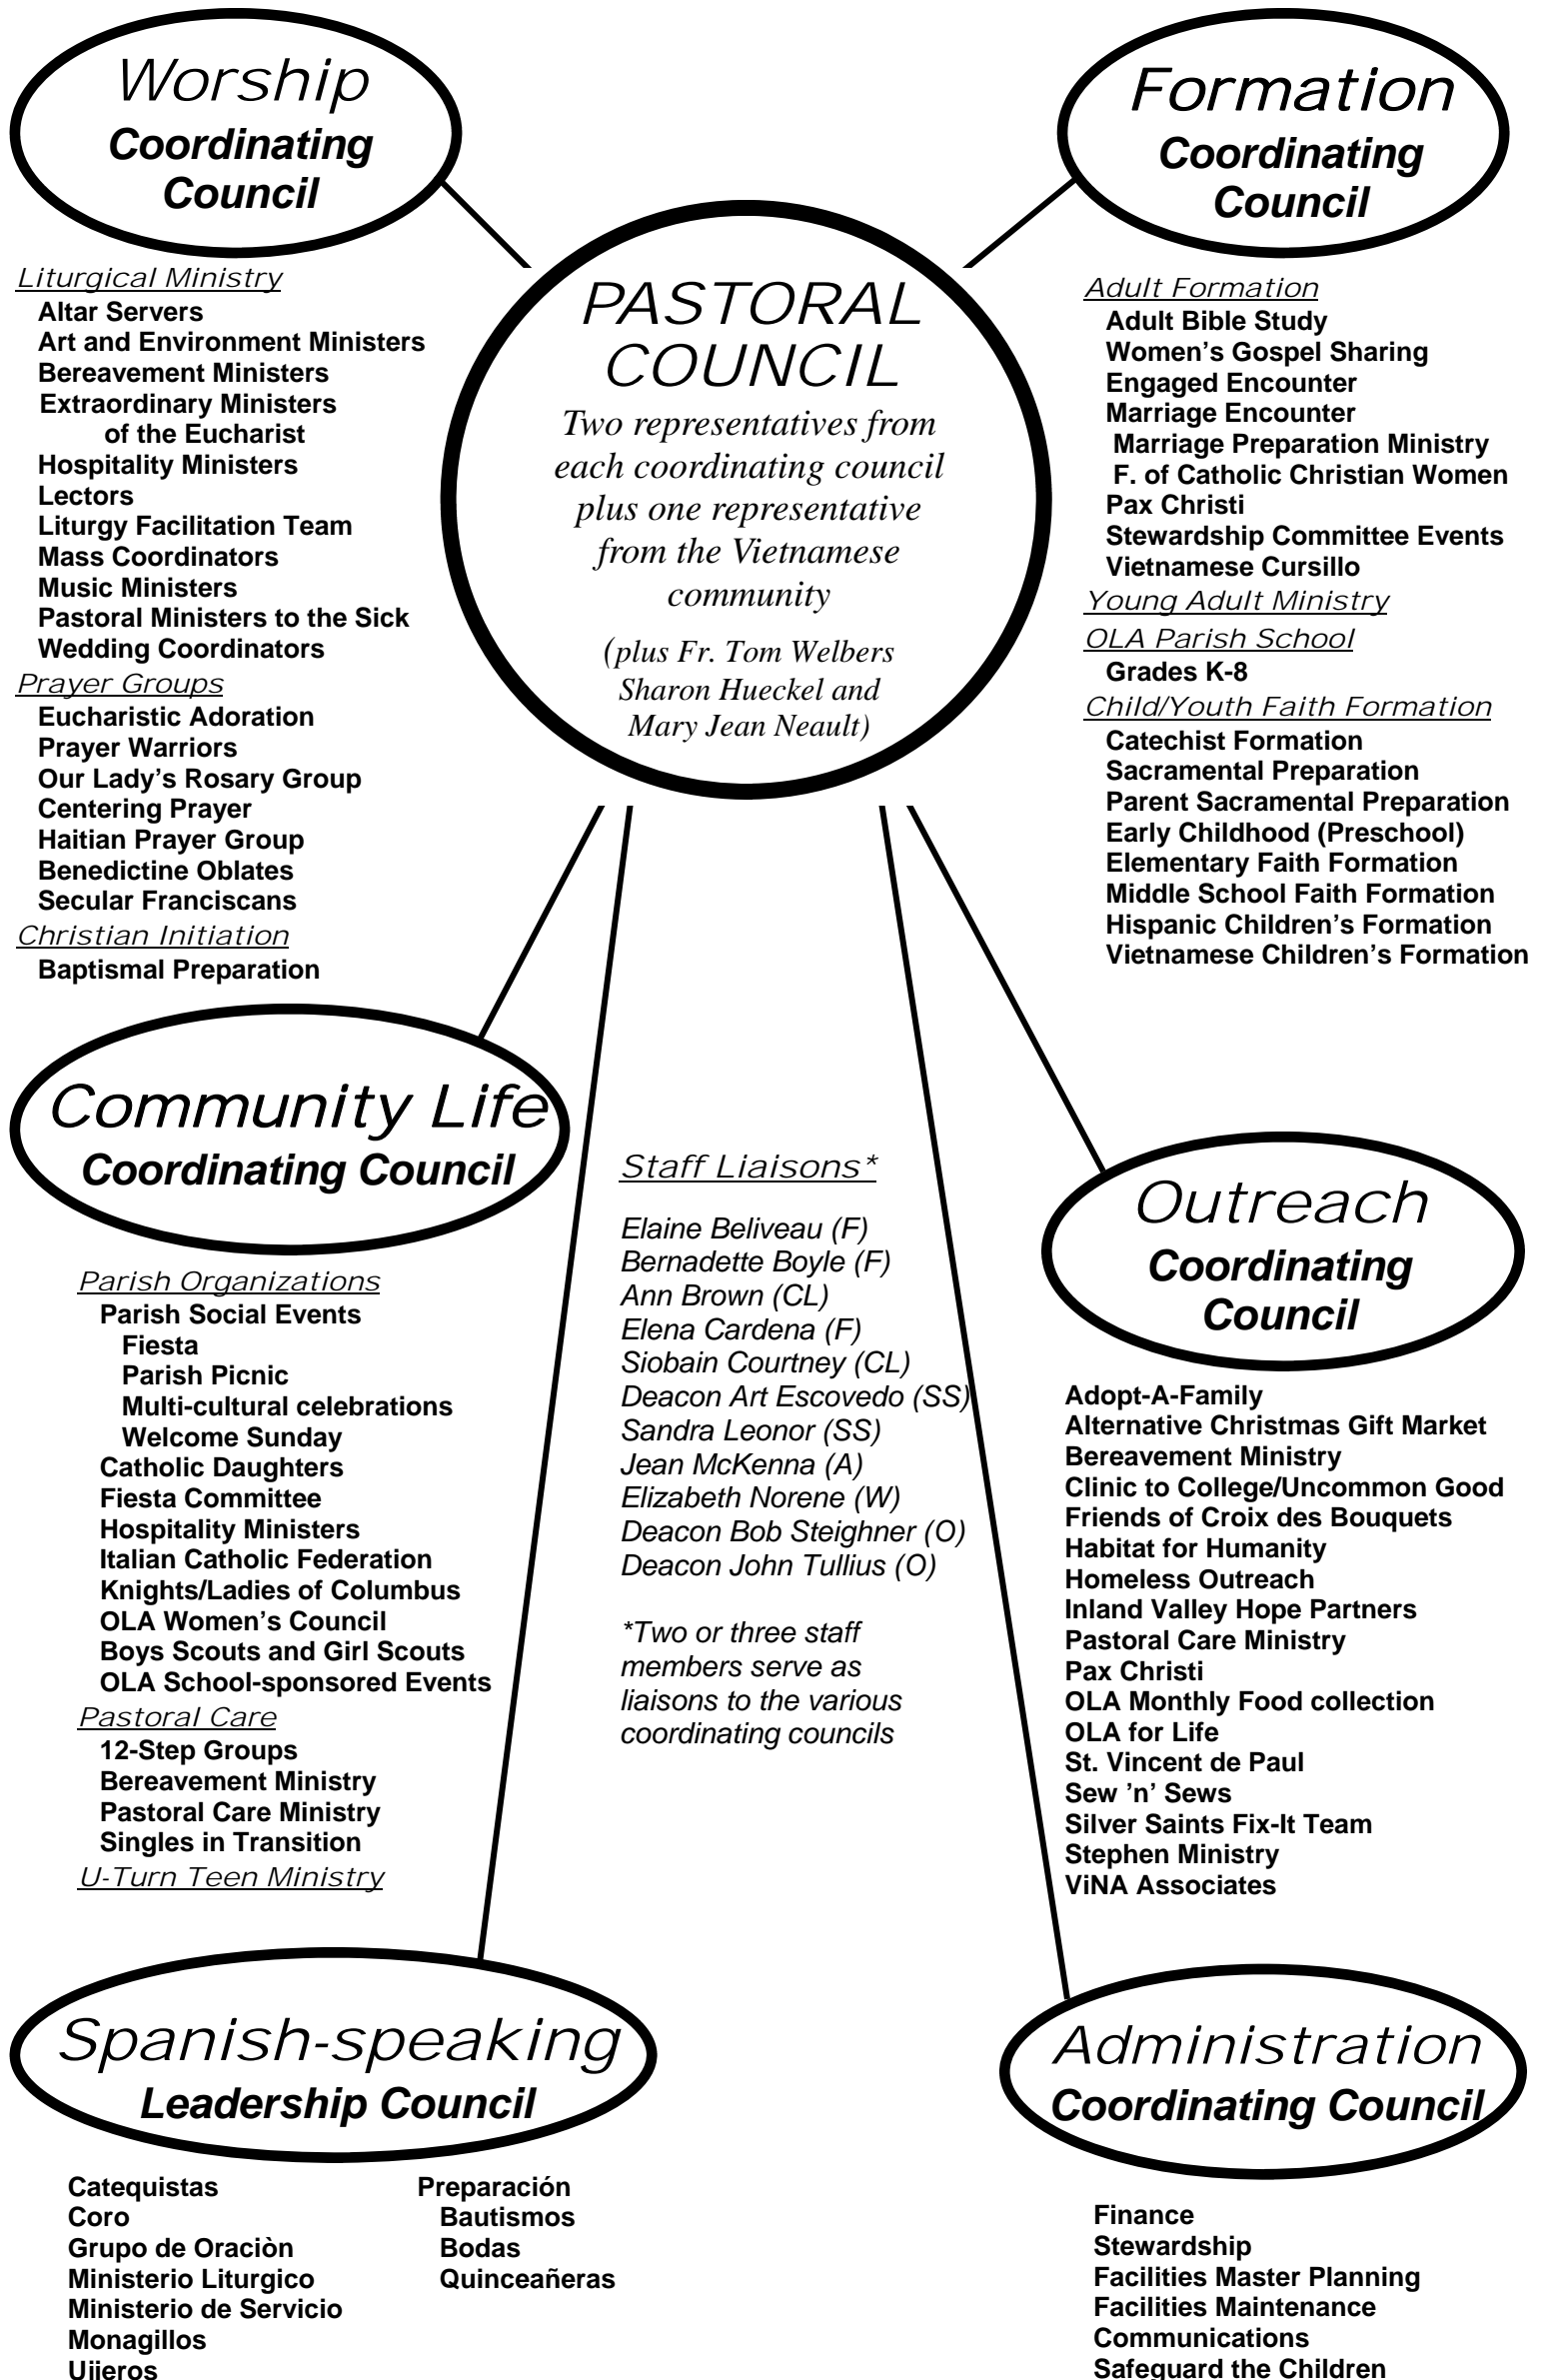 Worship
Coordinating
Council
Liturgical Ministry
Altar Servers
Art and Environment Ministers
Bereavement Ministers
Extraordinary Ministers
of the Eucharist
Hospitality Ministers
Lectors
Liturgy Facilitation Team
Mass Coordinators
Music Ministers
Pastoral Ministers to the Sick
Wedding Coordinators
Prayer Groups
Eucharistic Adoration
Prayer Warriors
Our Lady’s Rosary Group
Centering Prayer
Haitian Prayer Group
Benedictine Oblates
Secular Franciscans
Christian Initiation
Baptismal Preparation
PASTORAL
COUNCIL
Two representatives from
each coordinating council
plus one representative
from the Vietnamese
community
(plus Fr. Tom Welbers
Sharon Hueckel and
Mary Jean Neault)
Formation
Coordinating
Council
Adult Formation
Adult Bible Study
Women’s Gospel Sharing
Engaged Encounter
Marriage Encounter
Marriage Preparation Ministry
F. of Catholic Christian Women
Pax Christi
Stewardship Committee Events
Vietnamese Cursillo
Young Adult Ministry
OLA Parish School
Grades K-8
Child/Youth Faith Formation
Catechist Formation
Sacramental Preparation
Parent Sacramental Preparation
Early Childhood (Preschool)
Elementary Faith Formation
Middle School Faith Formation
Hispanic Children’s Formation
Vietnamese Children’s Formation
Community Life
Coordinating Council
Parish Organizations
Parish Social Events
Fiesta
Parish Picnic
Multi-cultural celebrations
Welcome Sunday
Catholic Daughters
Fiesta Committee
Hospitality Ministers
Italian Catholic Federation
Knights/Ladies of Columbus
OLA Women’s Council
Boys Scouts and Girl Scouts
OLA School-sponsored Events
Pastoral Care
12-Step Groups
Bereavement Ministry
Pastoral Care Ministry
Singles in Transition
U-Turn Teen Ministry
Staff Liaisons*
Elaine Beliveau (F)
Bernadette Boyle (F)
Ann Brown (CL)
Elena Cardena (F)
Siobain Courtney (CL)
Deacon Art Escovedo (SS)
Sandra Leonor (SS)
Jean McKenna (A)
Elizabeth Norene (W)
Deacon Bob Steighner (O)
Deacon John Tullius (O)
*Two or three staff
members serve as
liaisons to the various
coordinating councils
Outreach
Coordinating
Council
Adopt-A-Family
Alternative Christmas Gift Market
Bereavement Ministry
Clinic to College/Uncommon Good
Friends of Croix des Bouquets
Habitat for Humanity
Homeless Outreach
Inland Valley Hope Partners
Pastoral Care Ministry
Pax Christi
OLA Monthly Food collection
OLA for Life
St. Vincent de Paul
Sew ’n’ Sews
Silver Saints Fix-It Team
Stephen Ministry
ViNA Associates
Spanish-speaking
Leadership Council
Catequistas
Coro
Grupo de Oraciòn
Ministerio Liturgico
Ministerio de Servicio
Monagillos
Ujieros
Preparación
Bautismos
Bodas
Quinceañeras
Administration
Coordinating Council
Finance
Stewardship
Facilities Master Planning
Facilities Maintenance
Communications
Safeguard the Children